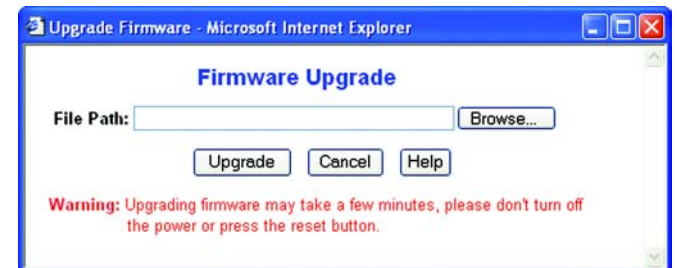 Upgrade Firmware - Microsoft Internet Explorer
Firmware Upgrade
File Path: Browse...
Upgrade Cancel Help
Warning: Upgrading firmware may take a few minutes, please don't turn off
the power or press the reset button.